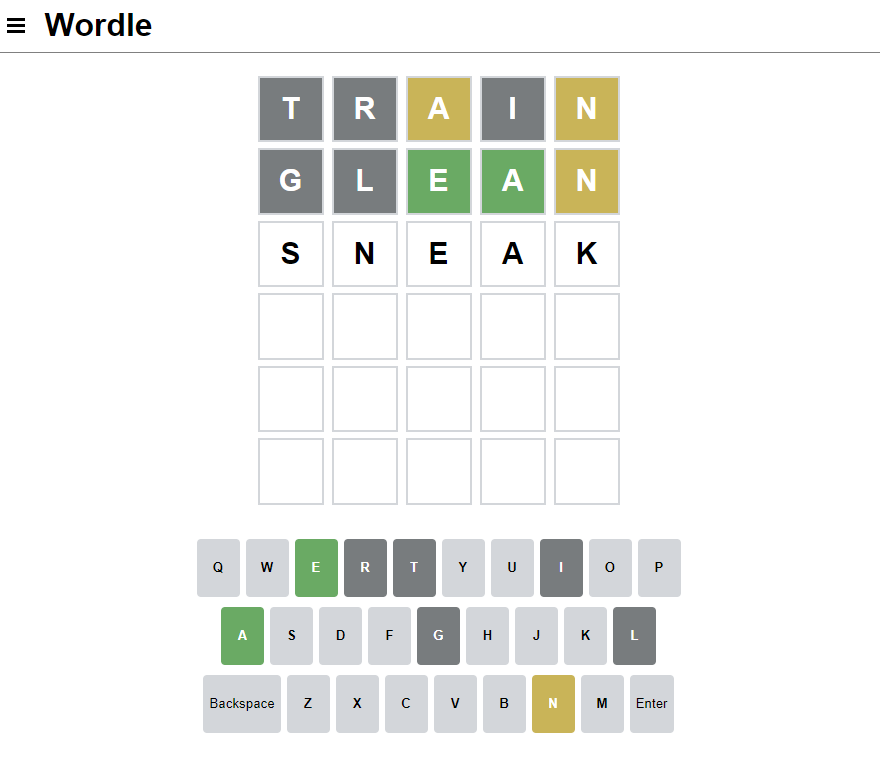 Wordle
T R A I N
G L E A N
S N E A K
Q W E R T Y U I O P
A S D F G H J K L
Backspace Z X C V B N M Enter